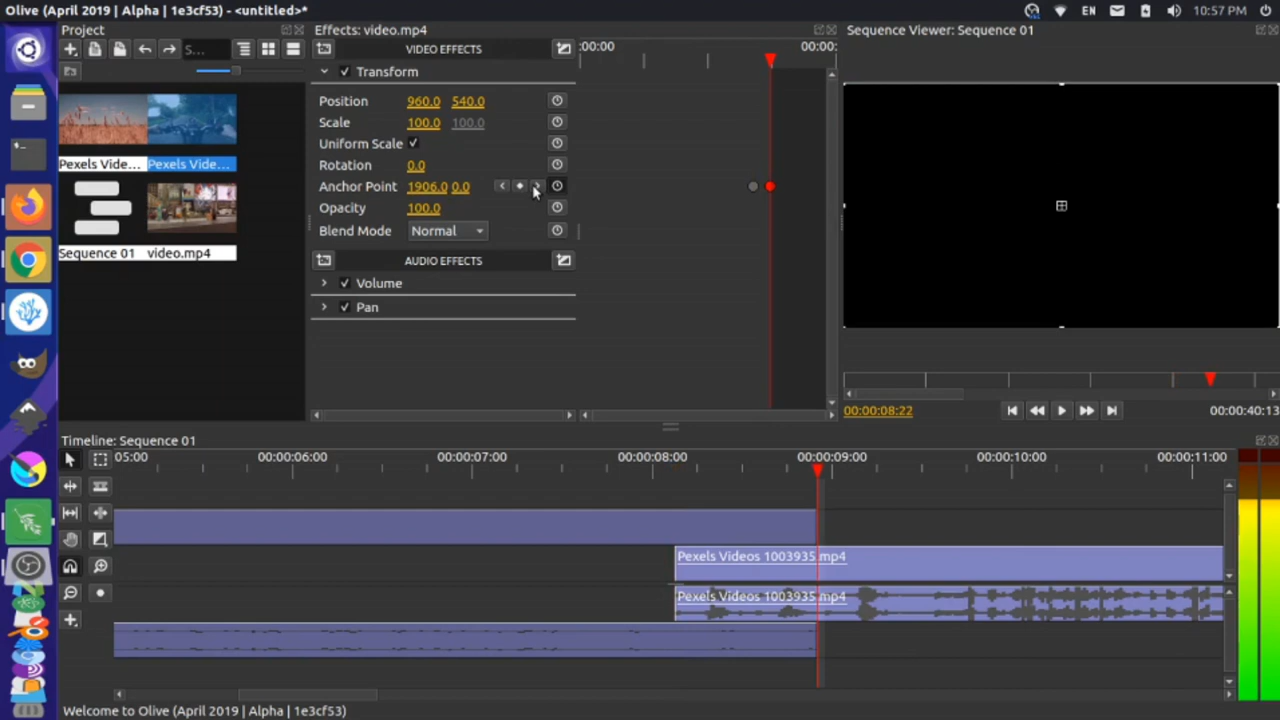 Olive (April 2019 | Alpha | 1e3cf53) - <untitled>*
EN
10:57 PM
Project
Effects: video.mp4
Sequence Viewer: Sequence 01
S...
VIDEO EFFECTS
:00:00
00:00:
Transform
Position 960.0 540.0
Scale 100.0 100.0
Uniform Scale
Rotation 0.0
Anchor Point 1906.0 0.0
Opacity 100.0
Blend Mode Normal
AUDIO EFFECTS
Volume
Pan
Pexels Vide...
Pexels Vide...
Sequence 01
video.mp4
00:00:08:22
00:00:40:13
Timeline: Sequence 01
05:00 00:00:06:00 00:00:07:00 00:00:08:00 00:00:09:00 00:00:10:00 00:00:11:00
Pexels Videos 1003935.mp4
Pexels Videos 1003935.mp4
Welcome to Olive (April 2019 | Alpha | 1e3cf53)